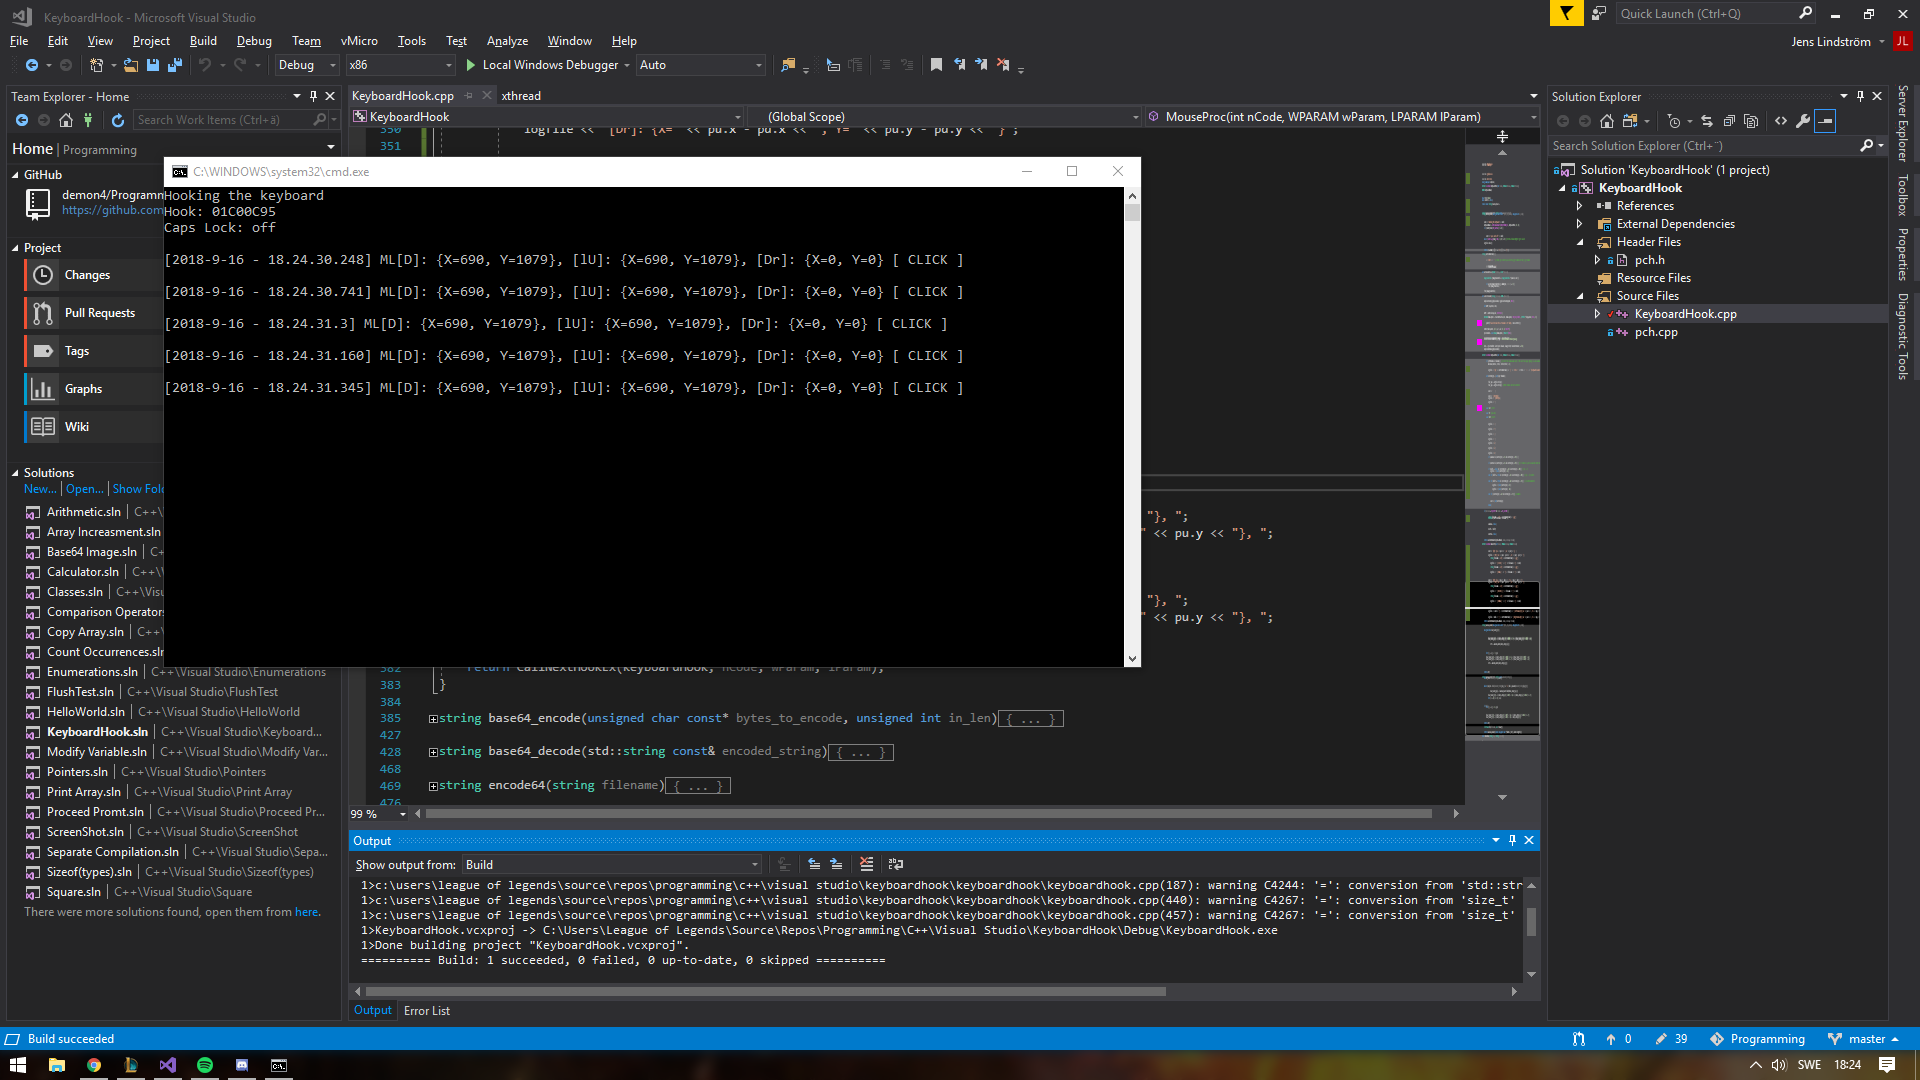 KeyboardHook - Microsoft Visual Studio
Quick Launch (Ctrl+Q)
File Edit View Project Build Debug Team vMicro Tools Test Analyze Window Help
Jens Lindström JL
Debug x86 Local Windows Debugger Auto
Team Explorer - Home
Search Work Items (Ctrl+ä)
Home | Programming
GitHub
demon4/Programm
https://github.com
Project
Changes
Pull Requests
Tags
Graphs
Wiki
Solutions
New... | Open... | Show Fol
Arithmetic.sln | C++\
Array Increasment.sln
Base64 Image.sln | C+
Calculator.sln | C++\V
Classes.sln | C++\Visu
Comparison Operator
Copy Array.sln | C++\
Count Occurrences.sln
Enumerations.sln | C++\Visual Studio\Enumerations
FlushTest.sln | C++\Visual Studio\FlushTest
HelloWorld.sln | C++\Visual Studio\HelloWorld
KeyboardHook.sln | C++\Visual Studio\Keyboard...
Modify Variable.sln | C++\Visual Studio\Modify Var...
Pointers.sln | C++\Visual Studio\Pointers
Print Array.sln | C++\Visual Studio\Print Array
Proceed Promt.sln | C++\Visual Studio\Proceed Pr...
ScreenShot.sln | C++\Visual Studio\ScreenShot
Separate Compilation.sln | C++\Visual Studio\Sepa...
Sizeof(types).sln | C++\Visual Studio\Sizeof(types)
Square.sln | C++\Visual Studio\Square
There were more solutions found, open them from here.
KeyboardHook.cpp xthread
KeyboardHook (Global Scope) MouseProc(int nCode, WPARAM wParam, LPARAM lParam)
350 logfile << "[Dr]: {X=" << pd.x - pu.x << ", Y=" << pd.y - pu.y << "}";
351
C:\WINDOWS\system32\cmd.exe
Hooking the keyboard
Hook: 01C00C95
Caps Lock: off
[2018-9-16 - 18.24.30.248] ML[D]: {X=690, Y=1079}, [lU]: {X=690, Y=1079}, [Dr]: {X=0, Y=0} [ CLICK ]
[2018-9-16 - 18.24.30.741] ML[D]: {X=690, Y=1079}, [lU]: {X=690, Y=1079}, [Dr]: {X=0, Y=0} [ CLICK ]
[2018-9-16 - 18.24.31.3] ML[D]: {X=690, Y=1079}, [lU]: {X=690, Y=1079}, [Dr]: {X=0, Y=0} [ CLICK ]
[2018-9-16 - 18.24.31.160] ML[D]: {X=690, Y=1079}, [lU]: {X=690, Y=1079}, [Dr]: {X=0, Y=0} [ CLICK ]
[2018-9-16 - 18.24.31.345] ML[D]: {X=690, Y=1079}, [lU]: {X=690, Y=1079}, [Dr]: {X=0, Y=0} [ CLICK ]
"}, ";
" << pu.y << "}, ";
"}, ";
" << pu.y << "}, ";
382 return CallNextHookEx(KeyboardHook, nCode, wParam, lParam);
383 }
384
385 string base64_encode(unsigned char const* bytes_to_encode, unsigned int in_len){ ... }
427
428 string base64_decode(std::string const& encoded_string){ ... }
468
469 string encode64(string filename){ ... }
476
99 %
Output
Show output from: Build
1>c:\users\league of legends\source\repos\programming\c++\visual studio\keyboardhook\keyboardhook\keyboardhook.cpp(187): warning C4244: '=': conversion from 'std::str
1>c:\users\league of legends\source\repos\programming\c++\visual studio\keyboardhook\keyboardhook\keyboardhook.cpp(440): warning C4267: '=': conversion from 'size_t'
1>c:\users\league of legends\source\repos\programming\c++\visual studio\keyboardhook\keyboardhook\keyboardhook.cpp(457): warning C4267: '=': conversion from 'size_t'
1>KeyboardHook.vcxproj -> C:\Users\League of Legends\Source\Repos\Programming\C++\Visual Studio\KeyboardHook\Debug\KeyboardHook.exe
1>Done building project "KeyboardHook.vcxproj".
========== Build: 1 succeeded, 0 failed, 0 up-to-date, 0 skipped ==========
Output Error List
Solution Explorer
Search Solution Explorer (Ctrl+¨)
Solution 'KeyboardHook' (1 project)
KeyboardHook
References
External Dependencies
Header Files
pch.h
Resource Files
Source Files
KeyboardHook.cpp
pch.cpp
Server Explorer
Toolbox
Properties
Diagnostic Tools
Build succeeded
0 39 Programming master
SWE 18:24